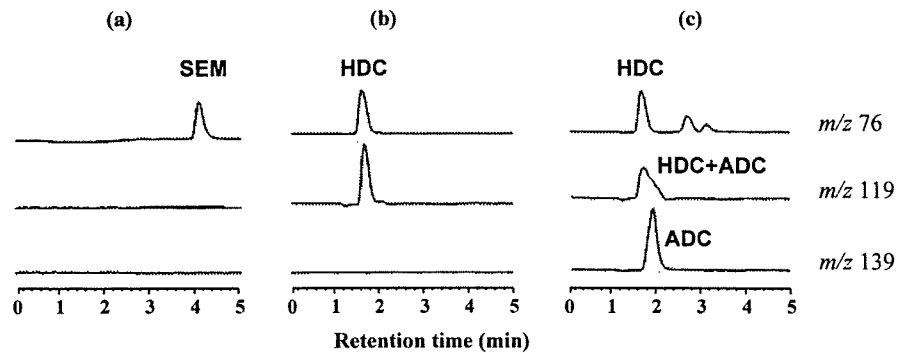 (a) (b) (c)
SEM HDC HDC
m/z 76
HDC+ADC
m/z 119
ADC
m/z 139
0 1 2 3 4 5 0 1 2 3 4 5 0 1 2 3 4 5
Retention time (min)